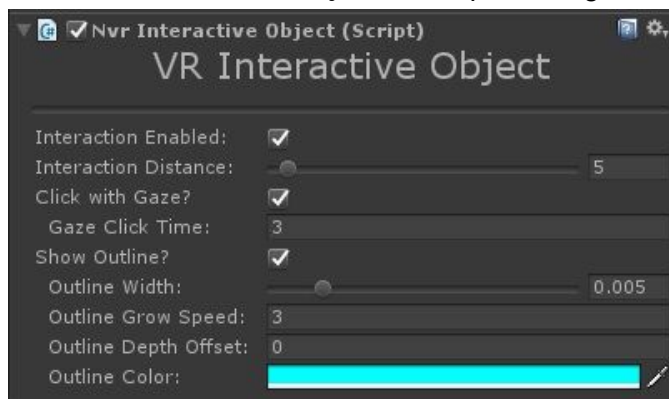 Nvr Interactive Object (Script)
VR Interactive Object
Interaction Enabled:
Interaction Distance: 5
Click with Gaze?
Gaze Click Time: 3
Show Outline?
Outline Width: 0.005
Outline Grow Speed: 3
Outline Depth Offset: 0
Outline Color: